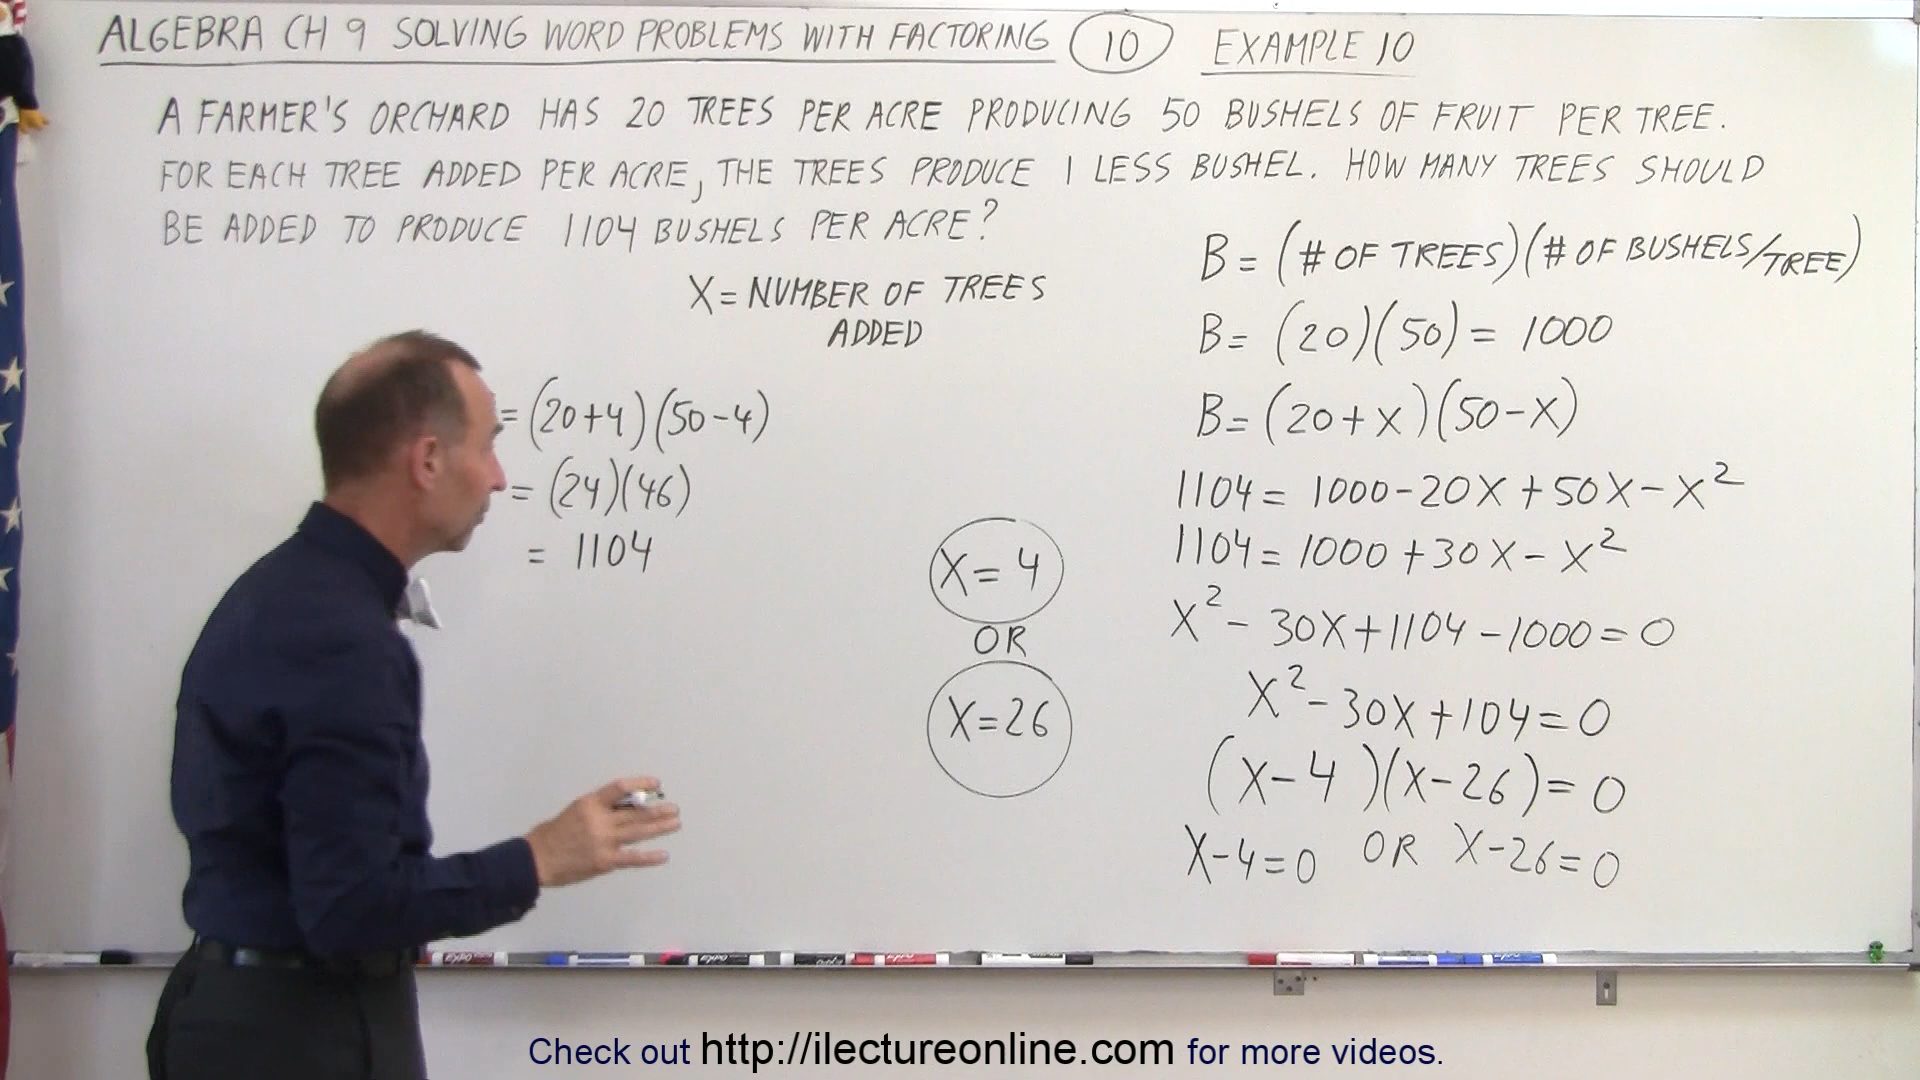 ALGEBRA CH 9 SOLVING WORD PROBLEMS WITH FACTORING 10 EXAMPLE 10
A FARMER'S ORCHARD HAS 20 TREES PER ACRE PRODUCING 50 BUSHELS OF FRUIT PER TREE.
FOR EACH TREE ADDED PER ACRE, THE TREES PRODUCE 1 LESS BUSHEL. HOW MANY TREES SHOULD
BE ADDED TO PRODUCE 1104 BUSHELS PER ACRE?
X = NUMBER OF TREES
ADDED
= (20+4)(50-4)
= (24)(46)
= 1104
X = 4
OR
X = 26
B = (# OF TREES)(# OF BUSHELS/TREE)
B = (20)(50) = 1000
B = (20+X)(50-X)
1104 = 1000-20X+50X-X²
1104 = 1000+30X-X²
X²-30X+1104-1000=0
X²-30X+104=0
(X-4)(X-26)=0
X-4=0 OR X-26=0
Check out http://ilectureonline.com for more videos.